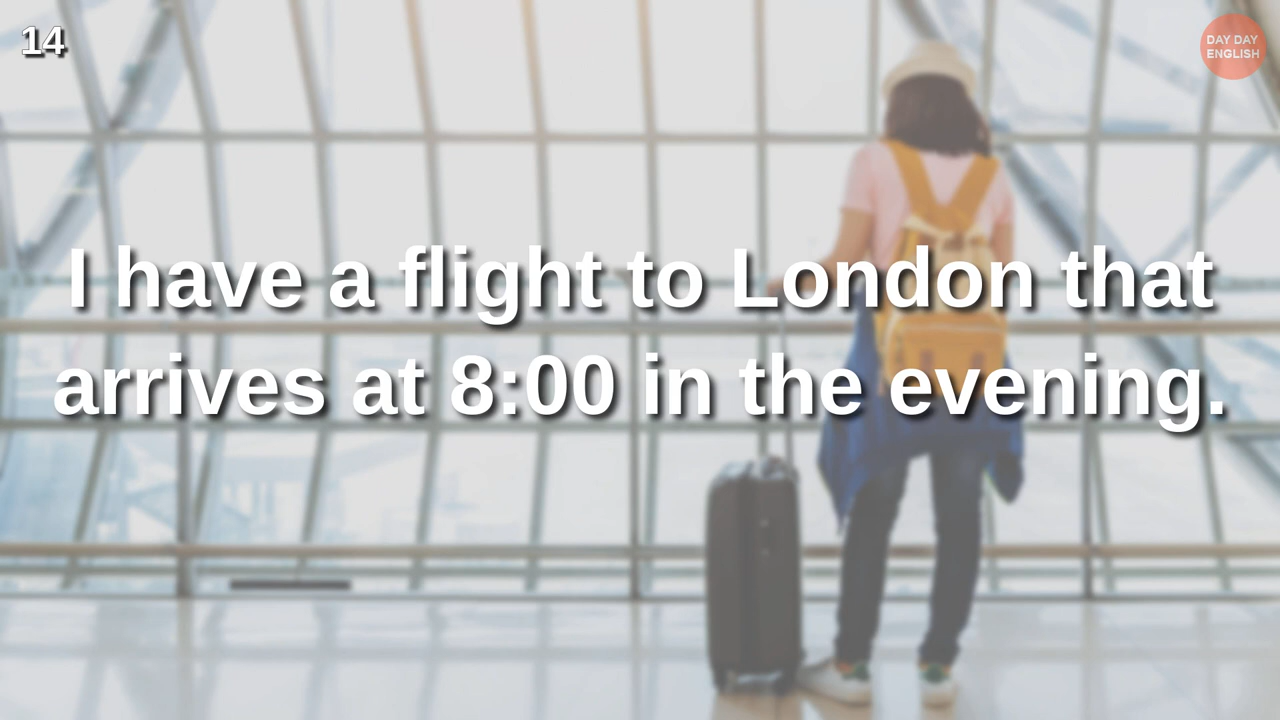 14
DAY DAY
ENGLISH
I have a flight to London that
arrives at 8:00 in the evening.